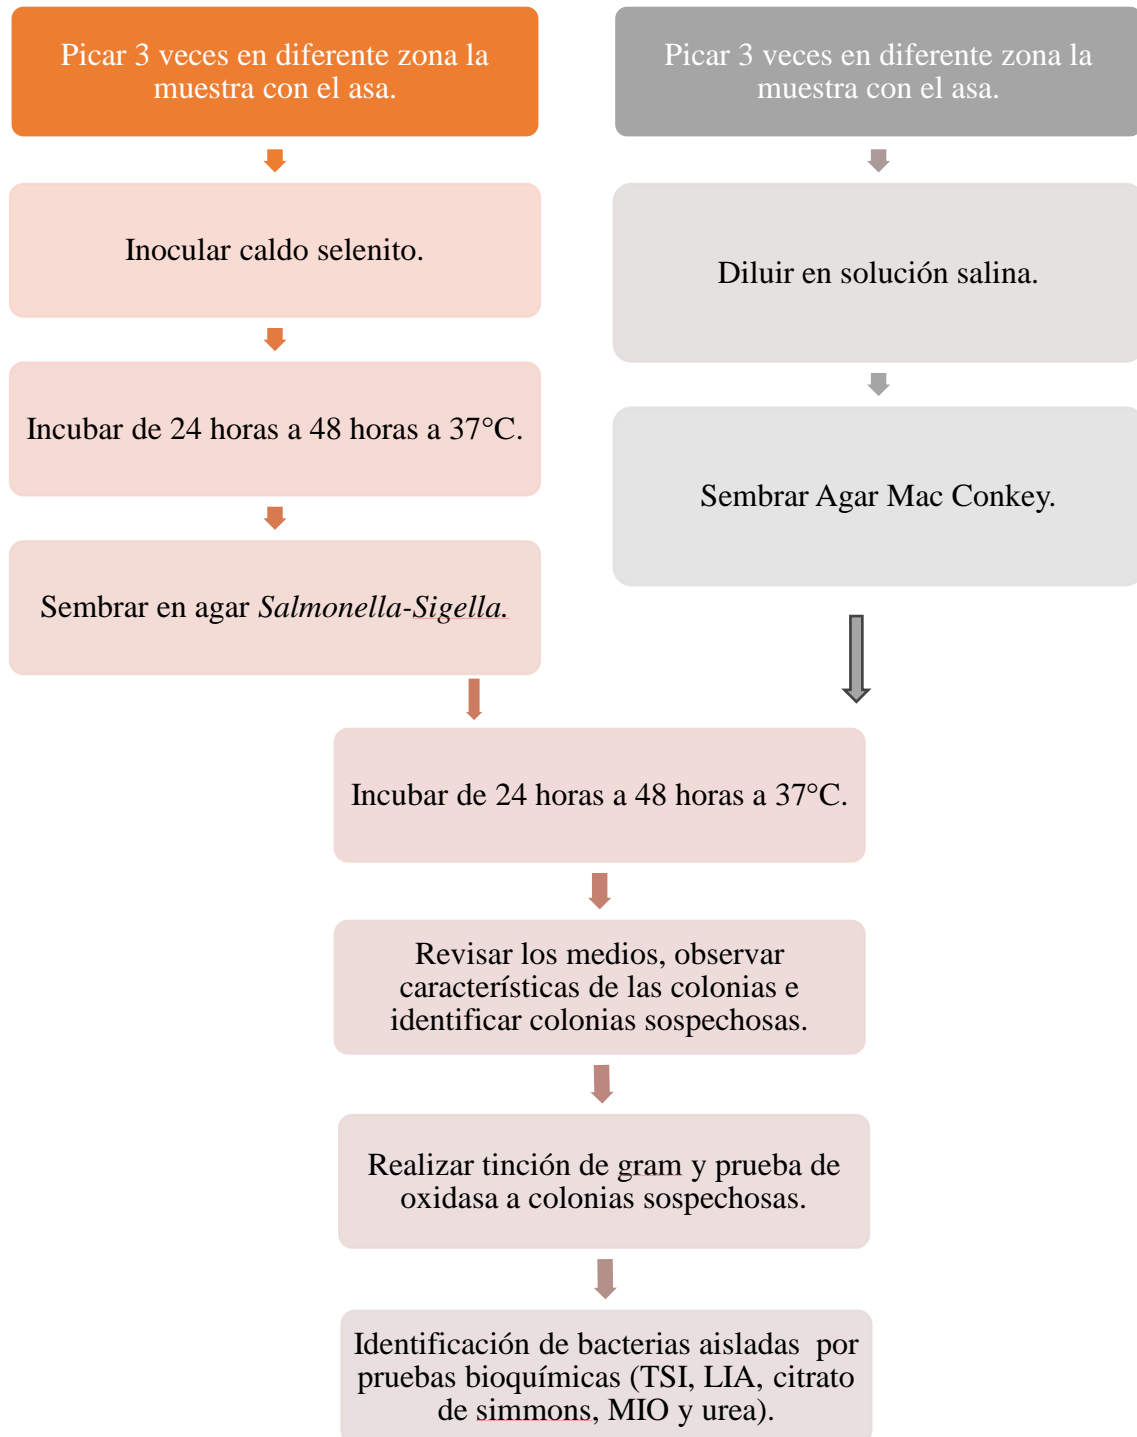 Picar 3 veces en diferente zona la
muestra con el asa.
Inocular caldo selenito.
Incubar de 24 horas a 48 horas a 37°C.
Sembrar en agar Salmonella-Sigella.
Picar 3 veces en diferente zona la
muestra con el asa.
Diluir en solución salina.
Sembrar Agar Mac Conkey.
Incubar de 24 horas a 48 horas a 37°C.
Revisar los medios, observar
características de las colonias e
identificar colonias sospechosas.
Realizar tinción de gram y prueba de
oxidasa a colonias sospechosas.
Identificación de bacterias aisladas por
pruebas bioquímicas (TSI, LIA, citrato
de simmons, MIO y urea).